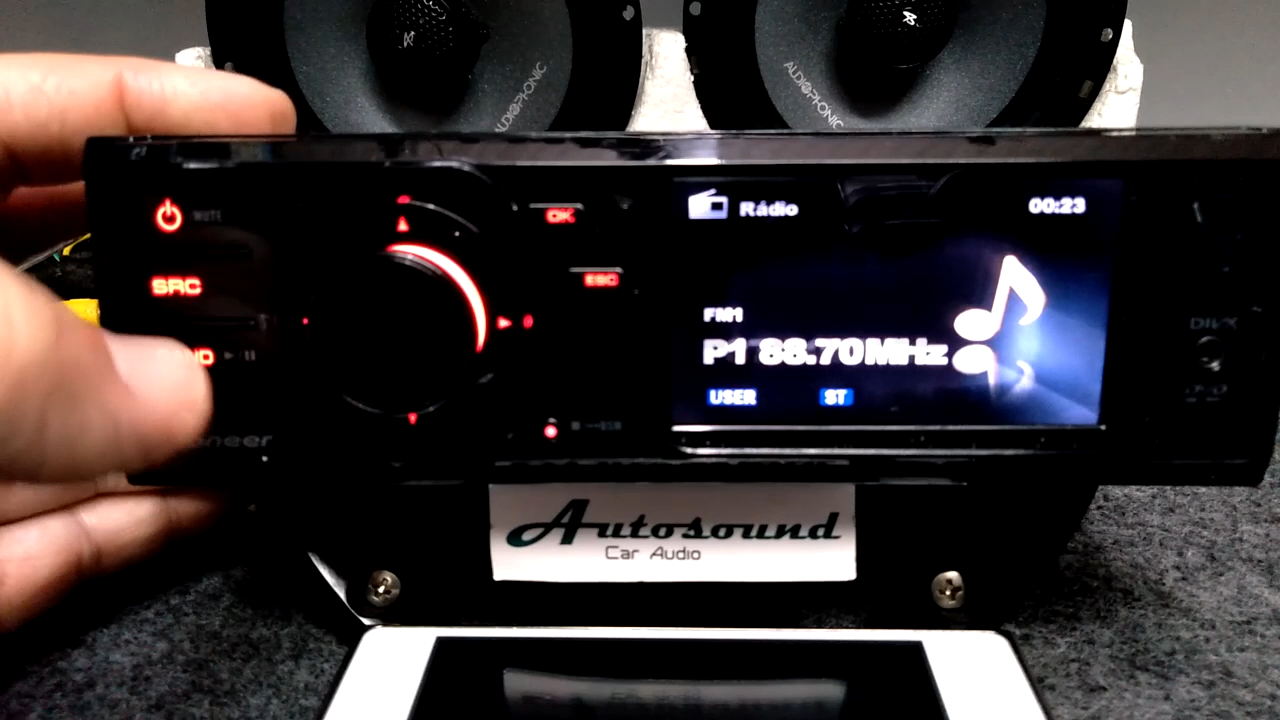 AUDIOPHONIC
AUDIOPHONIC
MUTE
SRC
OK
ESC
Rádio
00:23
FM1
P1 88.70MHz
USER
ST
DIVX
Autosound
Car Audio